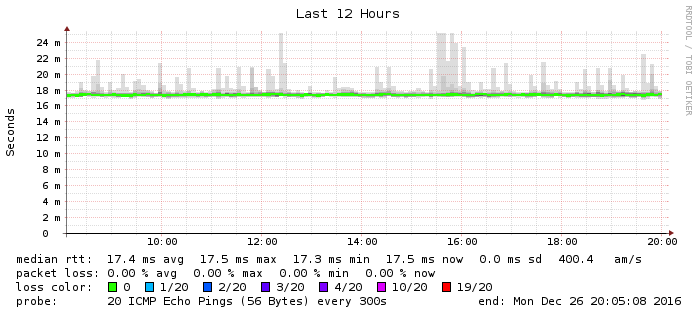 Last 12 Hours
RRDTOOL / TOBI OETIKER
Seconds
24 m
22 m
20 m
18 m
16 m
14 m
12 m
10 m
8 m
6 m
4 m
2 m
0
10:00 12:00 14:00 16:00 18:00 20:00
median rtt: 17.4 ms avg 17.5 ms max 17.3 ms min 17.5 ms now 0.0 ms sd 400.4 am/s
packet loss: 0.00 % avg 0.00 % max 0.00 % min 0.00 % now
loss color: 0 1/20 2/20 3/20 4/20 10/20 19/20
probe: 20 ICMP Echo Pings (56 Bytes) every 300s end: Mon Dec 26 20:05:08 2016